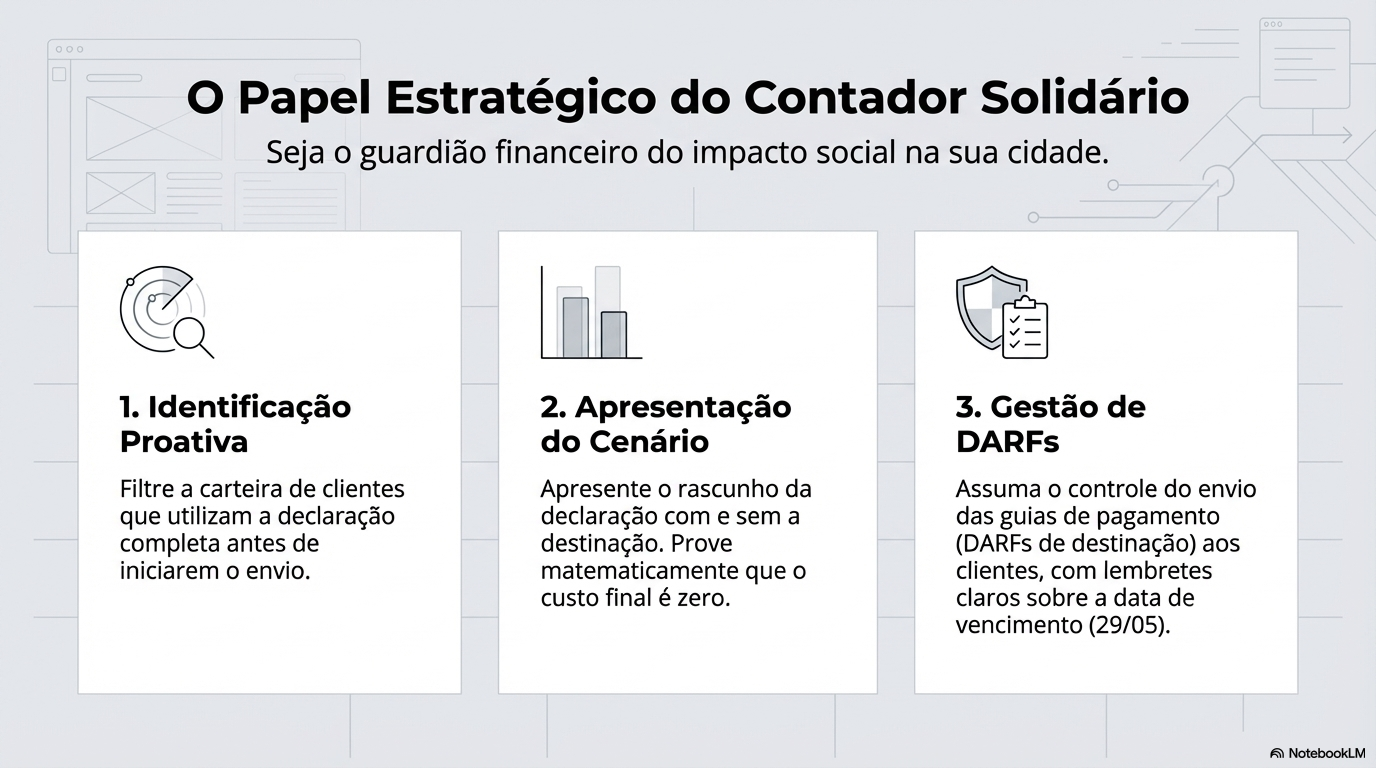 O Papel Estratégico do Contador Solidário
Seja o guardião financeiro do impacto social na sua cidade.
1. Identificação
Proativa
Filtre a carteira de clientes
que utilizam a declaração
completa antes de
iniciarem o envio.
2. Apresentação
do Cenário
Apresente o rascunho da
declaração com e sem a
destinação. Prove
matematicamente que o
custo final é zero.
3. Gestão de
DARFs
Assuma o controle do envio
das guias de pagamento
(DARFs de destinação) aos
clientes, com lembretes
claros sobre a data de
vencimento (29/05).
NotebookLM